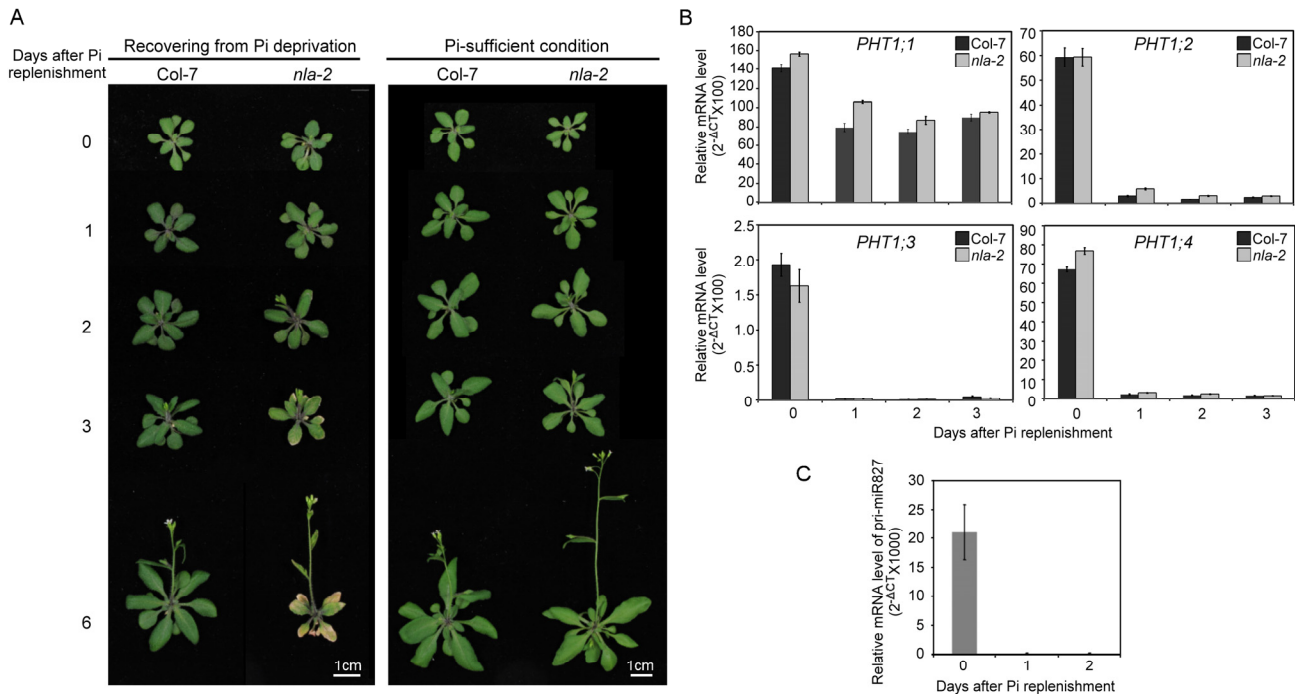 A
Days after Pi
replenishment
Recovering from Pi deprivation
Pi-sufficient condition
Col-7
nla-2
Col-7
nla-2
0
1
2
3
6
1cm
1cm
B
Relative mRNA level
(2-ΔCTX100)
180
160
140
120
100
80
60
40
20
0
PHT1;1
Col-7
nla-2
70
60
50
40
30
20
10
0
PHT1;2
Col-7
nla-2
Relative mRNA level
(2-ΔCTX100)
2.5
2.0
1.5
1.0
0.5
0
PHT1;3
Col-7
nla-2
0 1 2 3
90
80
70
60
50
40
30
20
10
0
PHT1;4
Col-7
nla-2
0 1 2 3
Days after Pi replenishment
C
Relative mRNA level of pri-miR827
(2-ΔCTX1000)
30
25
20
15
10
5
0
0 1 2
Days after Pi replenishment